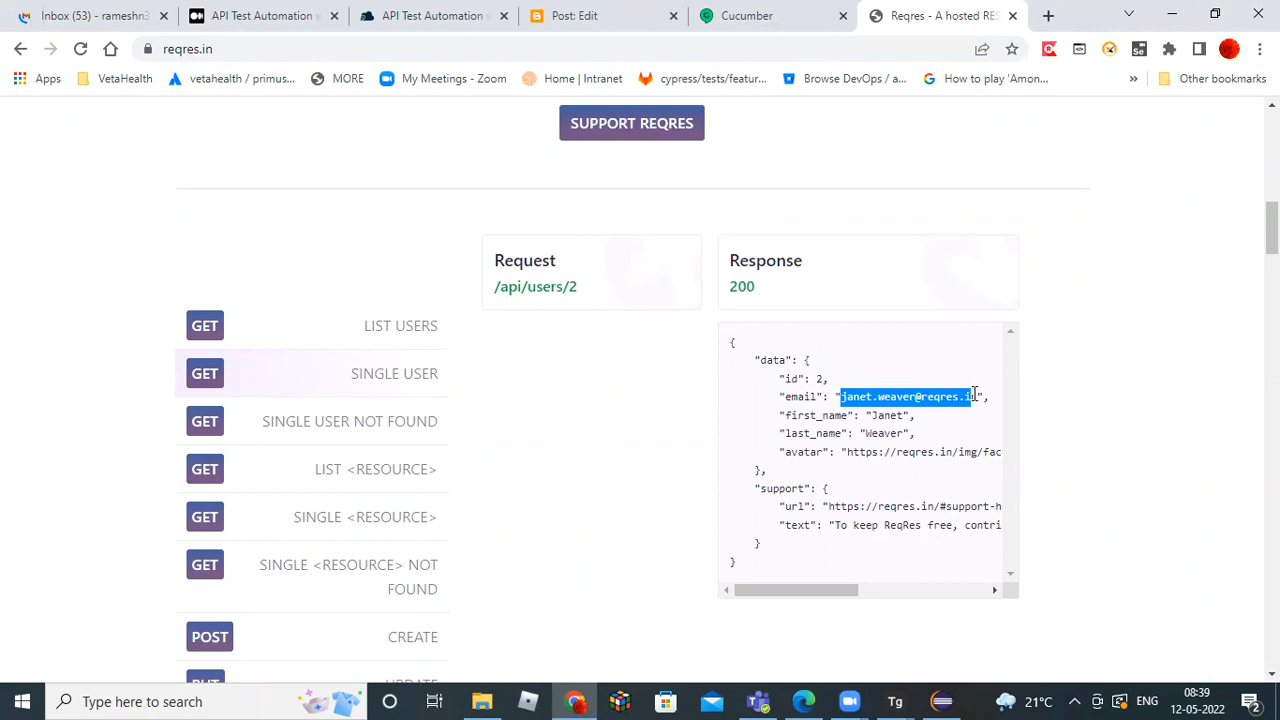 Inbox (53) - rameshn3
API Test Automation w
API Test Automation w
Post: Edit
Cucumber
Reqres - A hosted RES
reqres.in
Apps
VetaHealth
vetahealth / primus...
MORE
My Meetings - Zoom
Home | Intranet
cypress/tests/featur...
Browse DevOps / a...
How to play 'Amon...
»
Other bookmarks
SUPPORT REQRES
Request
/api/users/2
Response
200
GET LIST USERS
GET SINGLE USER
GET SINGLE USER NOT FOUND
GET LIST <RESOURCE>
GET SINGLE <RESOURCE>
GET SINGLE <RESOURCE> NOT
FOUND
POST CREATE
{
"data": {
"id": 2,
"email": "janet.weaver@reqres.in",
"first_name": "Janet",
"last_name": "Weaver",
"avatar": "https://reqres.in/img/fac
},
"support": {
"url": "https://reqres.in/#support-h
"text": "To keep ReqRes free, contri
}
}
Type here to search
Tg
21°C
ENG
08:39
12-05-2022
2